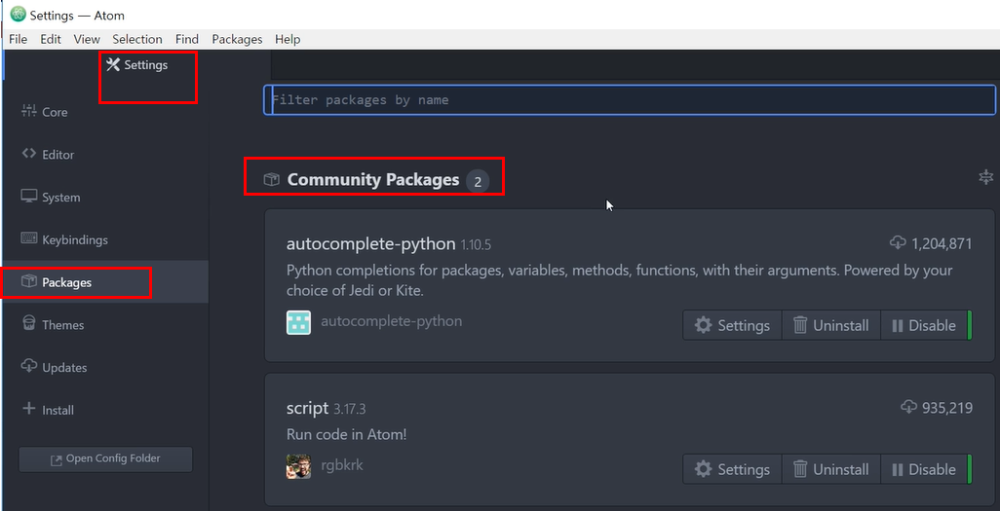 Settings — Atom
File Edit View Selection Find Packages Help
Settings
Core
Editor
System
Keybindings
Packages
Themes
Updates
Install
Open Config Folder
Filter packages by name
Community Packages 2
autocomplete-python 1.10.5 1,204,871
Python completions for packages, variables, methods, functions, with their arguments. Powered by your
choice of Jedi or Kite.
autocomplete-python
Settings Uninstall Disable
script 3.17.3 935,219
Run code in Atom!
rgbkrk
Settings Uninstall Disable